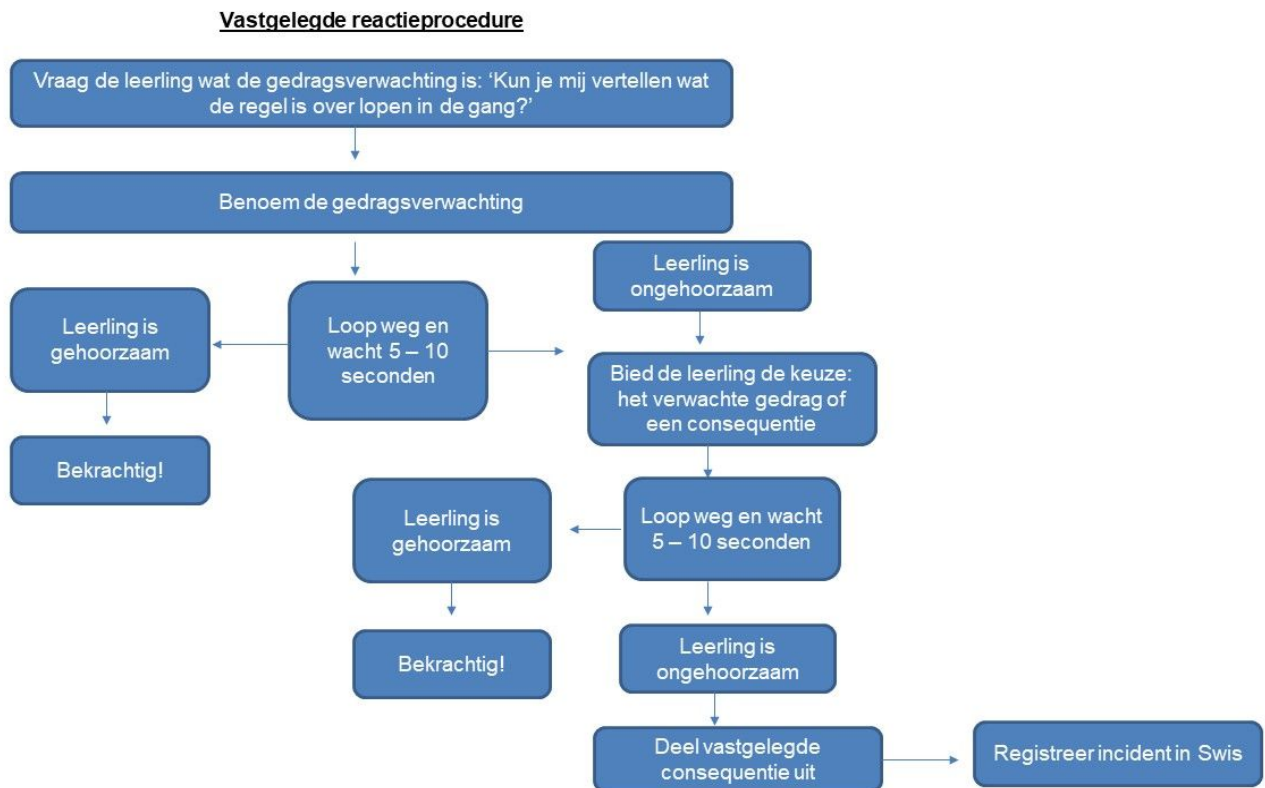 Vastgelegde reactieprocedure
Vraag de leerling wat de gedragsverwachting is: ‘Kun je mij vertellen wat
de regel is over lopen in de gang?’
Benoem de gedragsverwachting
Leerling is
ongehoorzaam
Leerling is
gehoorzaam
Loop weg en
wacht 5 – 10
seconden
Bied de leerling de keuze:
het verwachte gedrag of
een consequentie
Bekrachtig!
Leerling is
gehoorzaam
Loop weg en wacht
5 – 10 seconden
Bekrachtig!
Leerling is
ongehoorzaam
Deel vastgelegde
consequentie uit
Registreer incident in Swis